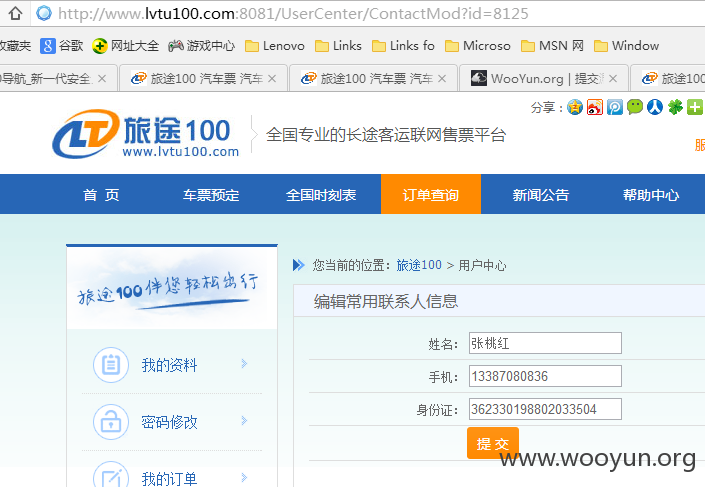 http://www.lvtu100.com:8081/UserCenter/ContactMod?id=8125
收藏夹 谷歌 网址大全 游戏中心 Lenovo Links Links fo Microso MSN 网 Window
导航_新一代安全 旅途100 汽车票 汽车 旅途100 汽车票 汽车 WooYun.org | 提交 旅途100
分享：
旅途100
www.lvtu100.com
全国专业的长途客运联网售票平台
服
首 页 车票预定 全国时刻表 订单查询 新闻公告 帮助中心
旅途100伴您轻松出行
您当前的位置：旅途100 > 用户中心
编辑常用联系人信息
姓名： 张桃红
手机： 13387080836
身份证： 362330198802033504
提 交
我的资料
密码修改
我的订单
www.wooyun.org